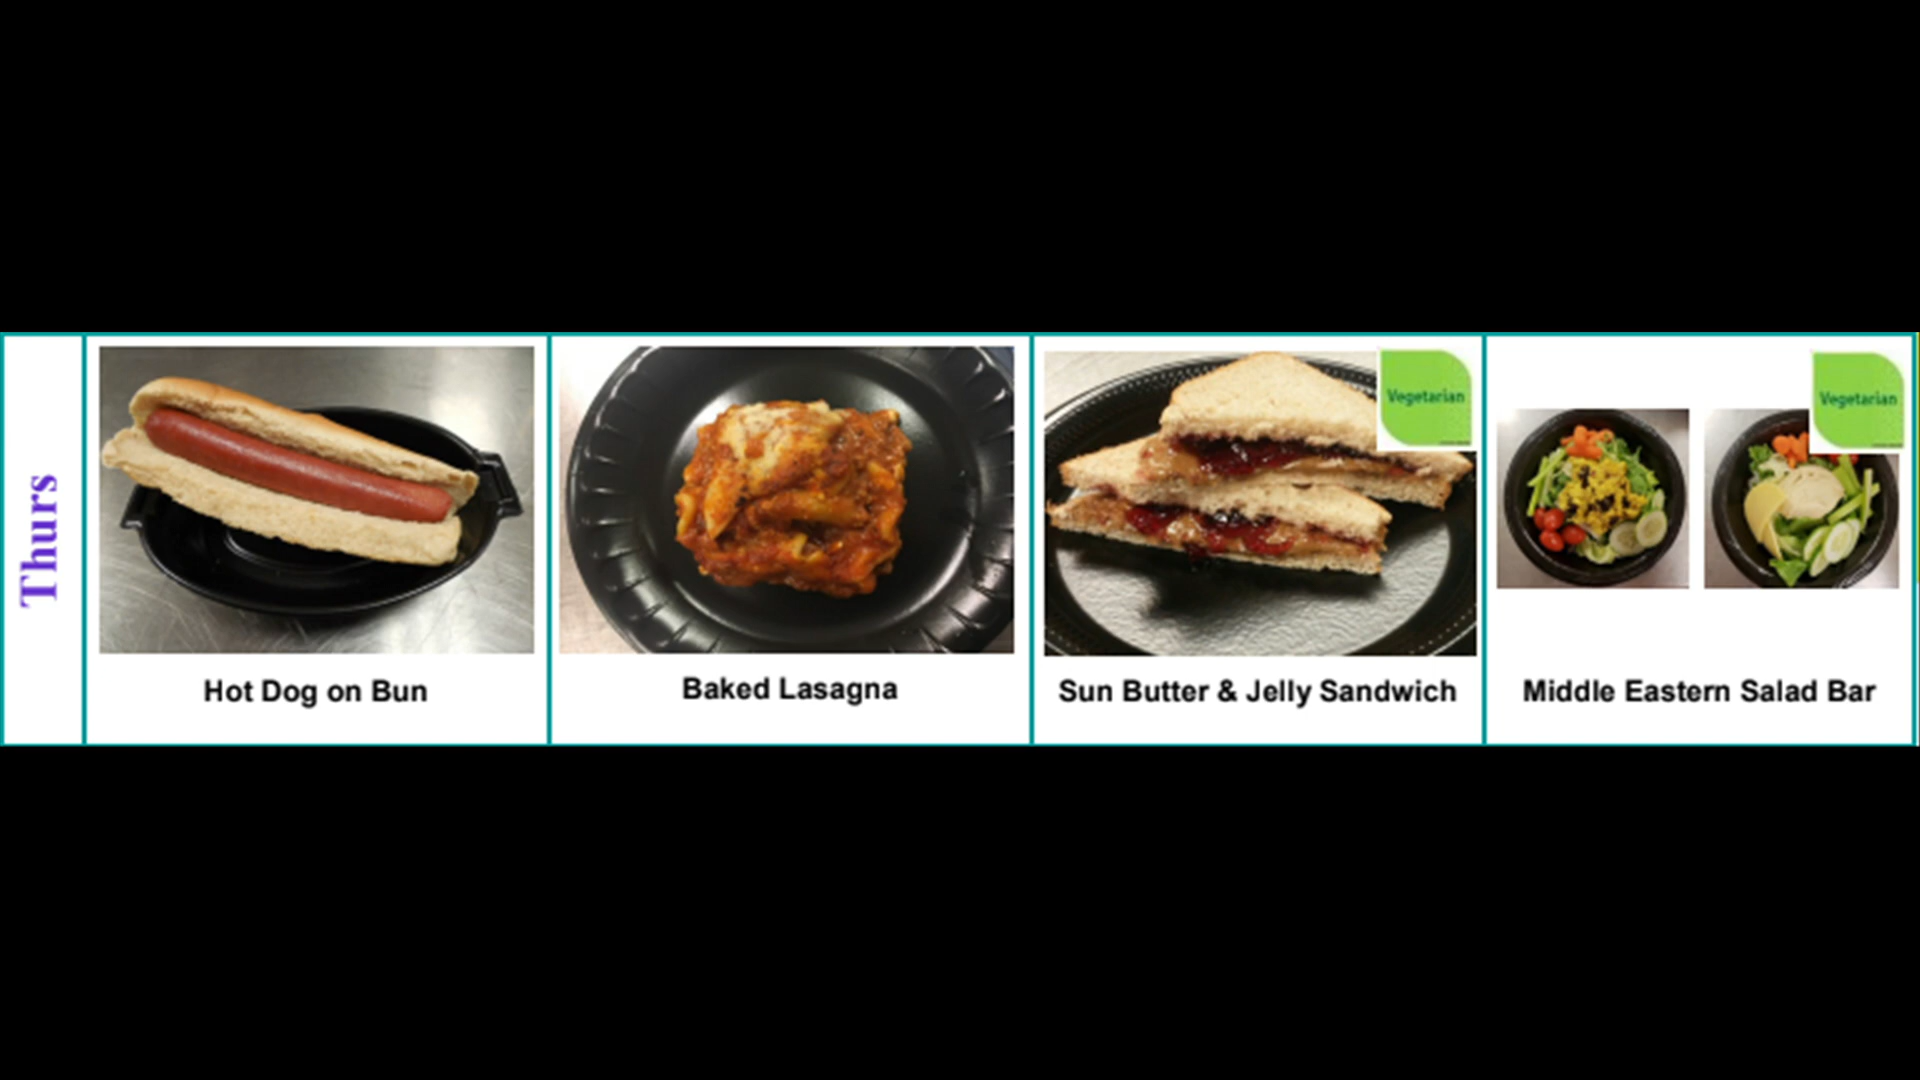 Thurs
Hot Dog on Bun
Baked Lasagna
Vegetarian
Sun Butter & Jelly Sandwich
Vegetarian
Middle Eastern Salad Bar